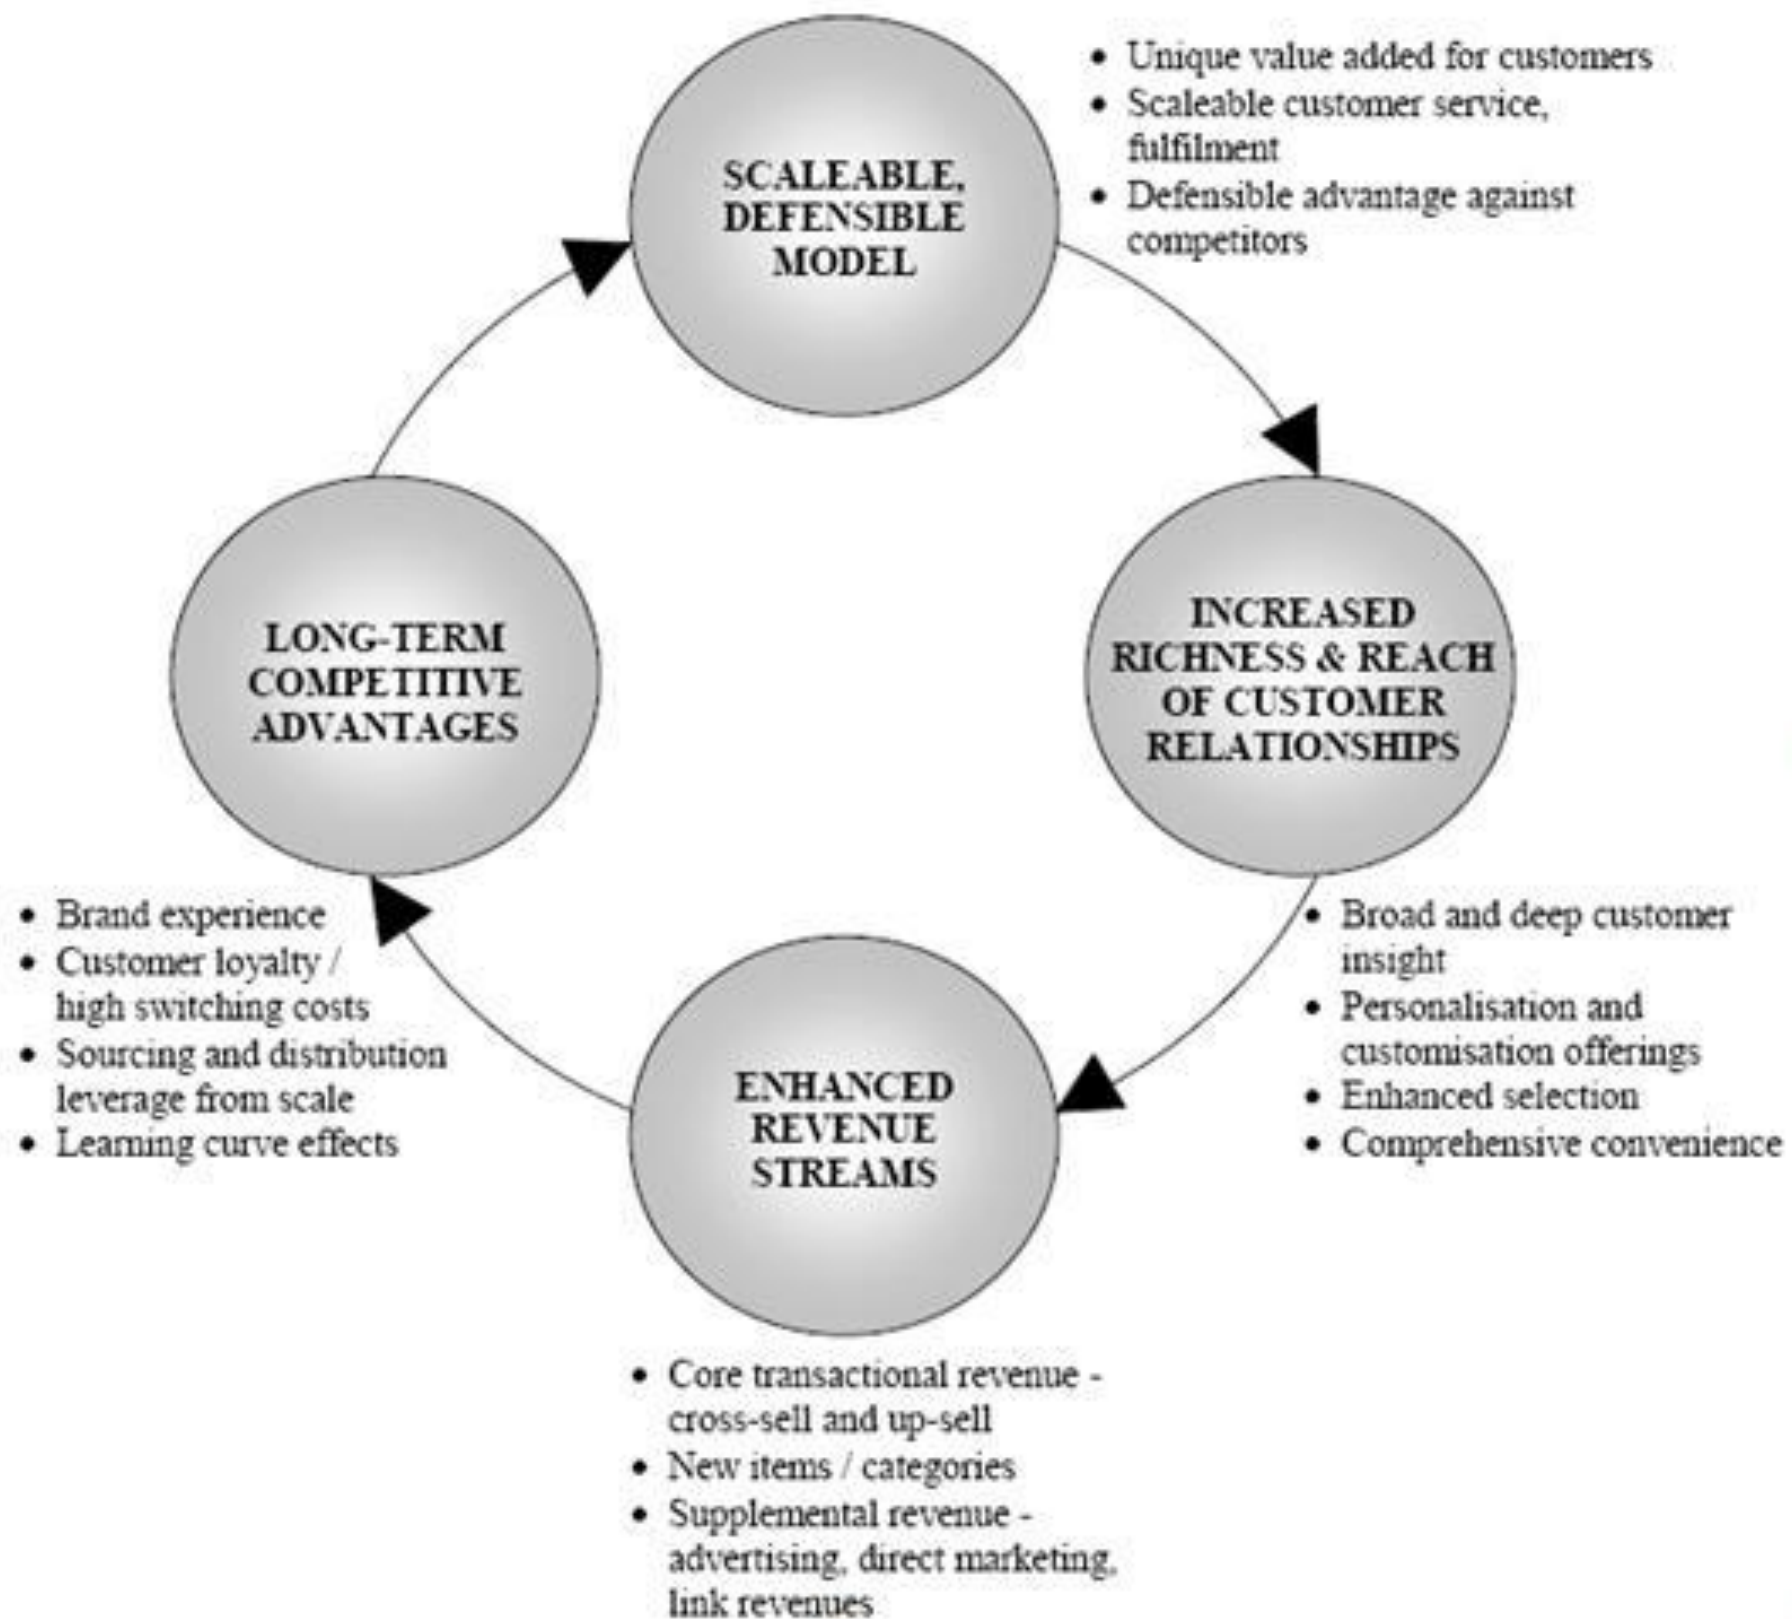 SCALEABLE,
DEFENSIBLE
MODEL
• Unique value added for customers
• Scaleable customer service,
fulfilment
• Defensible advantage against
competitors
INCREASED
RICHNESS & REACH
OF CUSTOMER
RELATIONSHIPS
• Broad and deep customer
insight
• Personalisation and
customisation offerings
• Enhanced selection
• Comprehensive convenience
ENHANCED
REVENUE
STREAMS
• Core transactional revenue -
cross-sell and up-sell
• New items / categories
• Supplemental revenue -
advertising, direct marketing,
link revenues
LONG-TERM
COMPETITIVE
ADVANTAGES
• Brand experience
• Customer loyalty /
high switching costs
• Sourcing and distribution
leverage from scale
• Learning curve effects